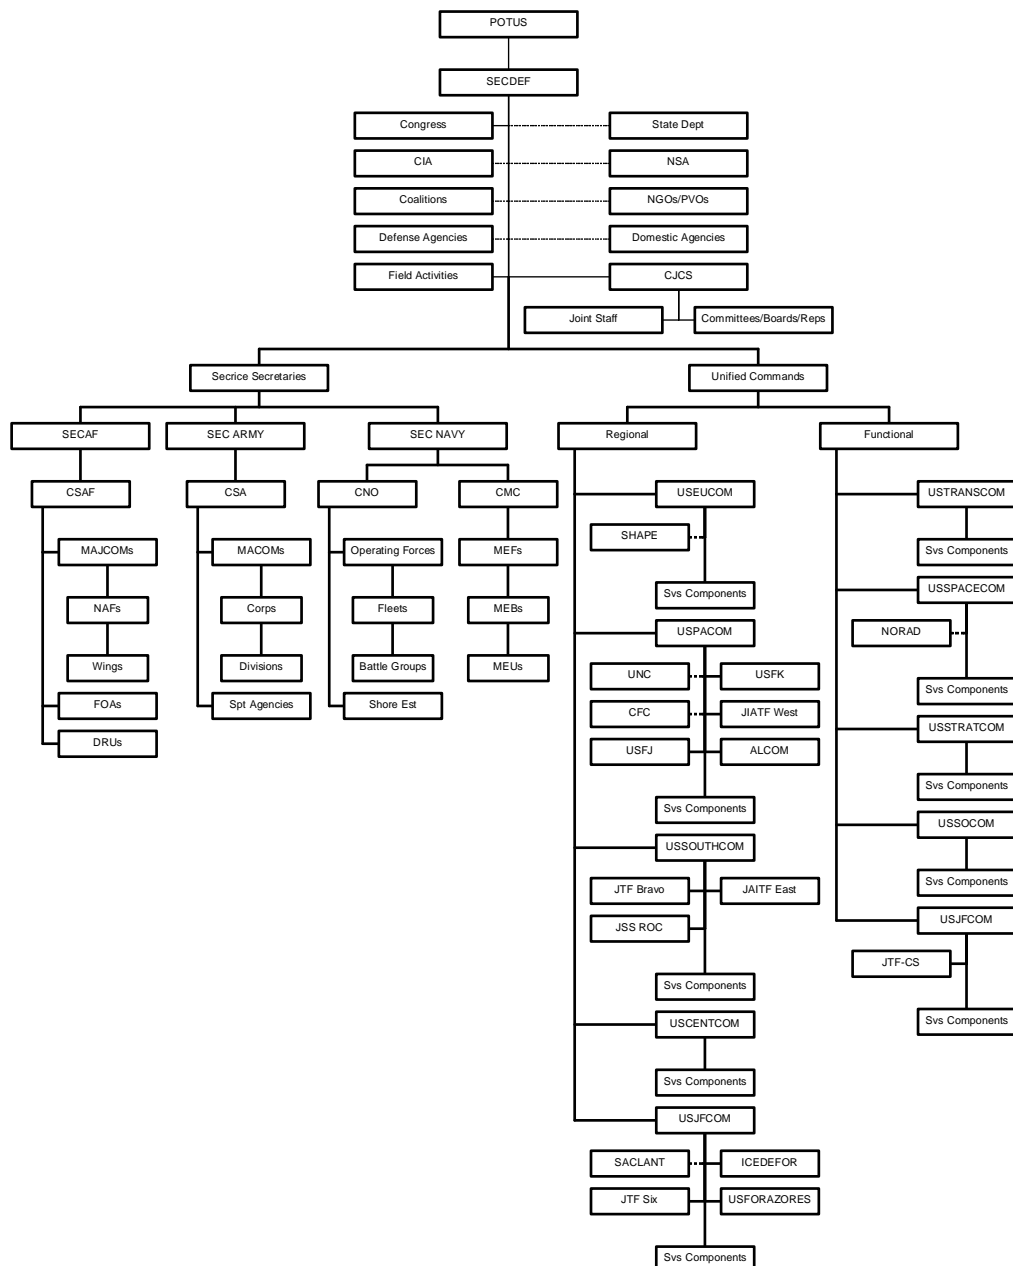 POTUS
SECDEF
Congress
State Dept
CIA
NSA
Coalitions
NGOs/PVOs
Defense Agencies
Domestic Agencies
Field Activities
CJCS
Joint Staff
Committees/Boards/Reps
Secrice Secretaries
Unified Commands
SECAF
SEC ARMY
SEC NAVY
Regional
Functional
CSAF
CSA
CNO
CMC
MAJCOMs
MACOMs
Operating Forces
MEFs
NAFs
Corps
Fleets
MEBs
Wings
Divisions
Battle Groups
MEUs
FOAs
Spt Agencies
Shore Est
DRUs
USEUCOM
SHAPE
Svs Components
USPACOM
UNC
USFK
CFC
JIATF West
USFJ
ALCOM
Svs Components
USSOUTHCOM
JTF Bravo
JAITF East
JSS ROC
Svs Components
USCENTCOM
Svs Components
USJFCOM
SACLANT
ICEDEFOR
JTF Six
USFORAZORES
Svs Components
USTRANSCOM
Svs Components
USSPACECOM
NORAD
Svs Components
USSTRATCOM
Svs Components
USSOCOM
Svs Components
USJFCOM
JTF-CS
Svs Components